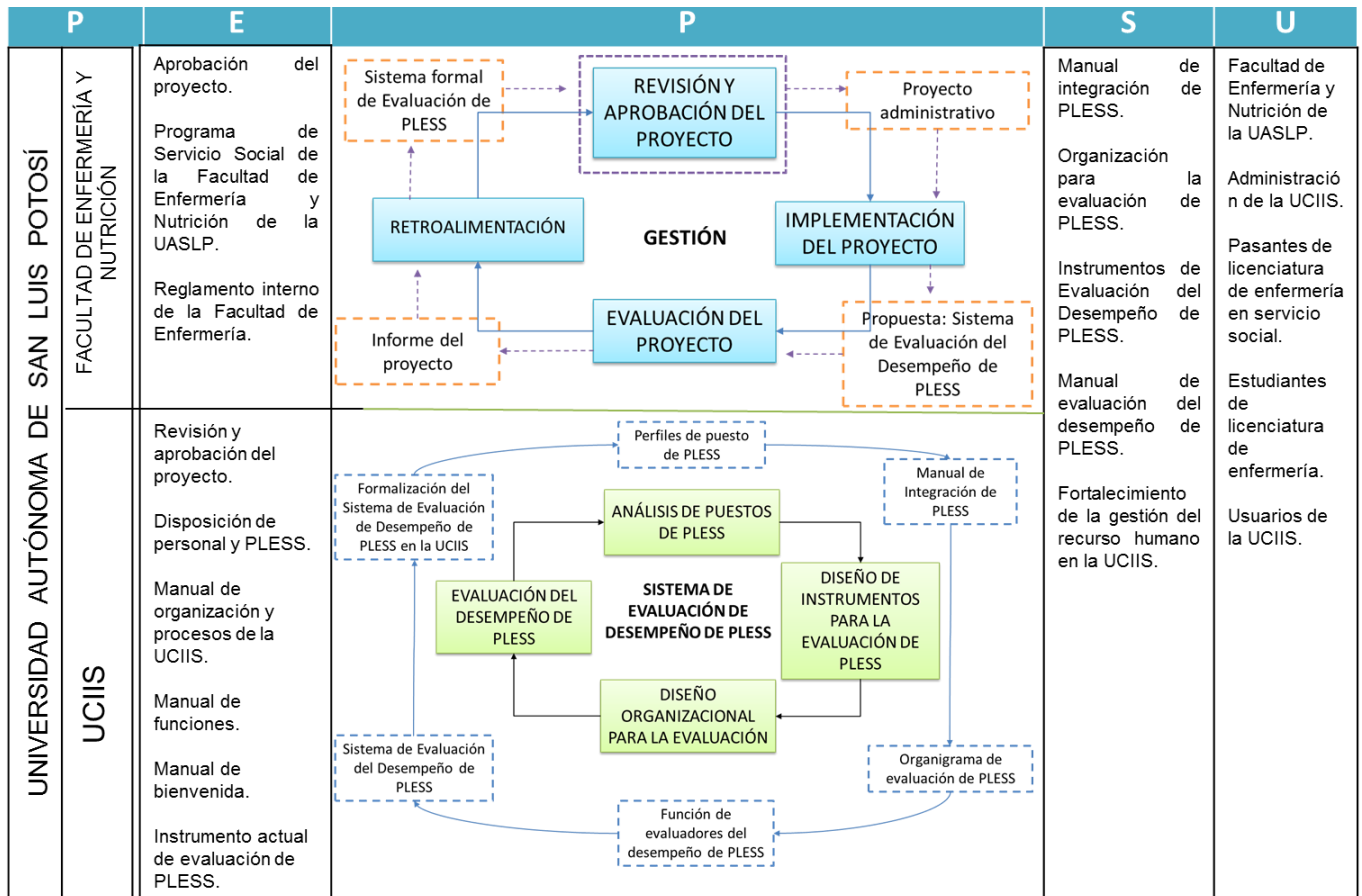 P E P S U
UNIVERSIDAD AUTÓNOMA DE SAN LUIS POTOSÍ
FACULTAD DE ENFERMERÍA Y
NUTRICIÓN
Aprobación del
proyecto.
Programa de
Servicio Social de
la Facultad de
Enfermería y
Nutrición de la
UASLP.
Reglamento interno
de la Facultad de
Enfermería.
Sistema formal
de Evaluación de
PLESS
REVISIÓN Y
APROBACIÓN DEL
PROYECTO
Proyecto
administrativo
RETROALIMENTACIÓN
GESTIÓN
IMPLEMENTACIÓN
DEL PROYECTO
Informe del
proyecto
EVALUACIÓN DEL
PROYECTO
Propuesta: Sistema
de Evaluación del
Desempeño de
PLESS
UCIIS
Revisión y
aprobación del
proyecto.
Disposición de
personal y PLESS.
Manual de
organización y
procesos de la
UCIIS.
Manual de
funciones.
Manual de
bienvenida.
Instrumento actual
de evaluación de
PLESS.
Perfiles de puesto
de PLESS
Formalización del
Sistema de Evaluación
de Desempeño de
PLESS en la UCIIS
Manual de
Integración de
PLESS
ANÁLISIS DE PUESTOS
DE PLESS
EVALUACIÓN DEL
DESEMPEÑO DE
PLESS
SISTEMA DE
EVALUACIÓN DE
DESEMPEÑO DE PLESS
DISEÑO DE
INSTRUMENTOS
PARA LA
EVALUACIÓN DE
PLESS
DISEÑO
ORGANIZACIONAL
PARA LA EVALUACIÓN
Sistema de Evaluación
del Desempeño de
PLESS
Organigrama de
evaluación de PLESS
Función de
evaluadores del
desempeño de PLESS
Manual de
integración de
PLESS.
Organización
para la
evaluación de
PLESS.
Instrumentos de
Evaluación del
Desempeño de
PLESS.
Manual de
evaluación del
desempeño de
PLESS.
Fortalecimiento
de la gestión del
recurso humano
en la UCIIS.
Facultad de
Enfermería y
Nutrición de
la UASLP.
Administració
n de la UCIIS.
Pasantes de
licenciatura
de enfermería
en servicio
social.
Estudiantes
de
licenciatura
de
enfermería.
Usuarios de
la UCIIS.